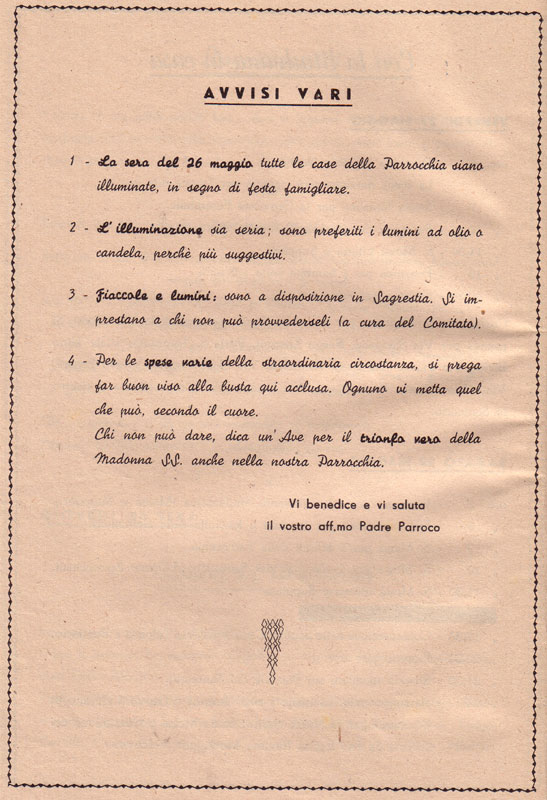 AVVISI VARI
1 - La sera del 26 maggio tutte le case della Parrocchia siano
illuminate, in segno di festa famigliare.
2 - L'illuminazione sia seria; sono preferiti i lumini ad olio o
candela, perchè più suggestivi.
3 - Fiaccole e lumini: sono a disposizione in Sagrestia. Si im-
prestano a chi non può provvederseli (a cura del Comitato).
4 - Per le spese varie della straordinaria circostanza, si prega
far buon viso alla busta qui acclusa. Ognuno vi metta quel
che può, secondo il cuore.
Chi non può dare, dica un'Ave per il trionfo vero della
Madonna SS. anche nella nostra Parrocchia.
Vi benedice e vi saluta
il vostro aff.mo Padre Parroco